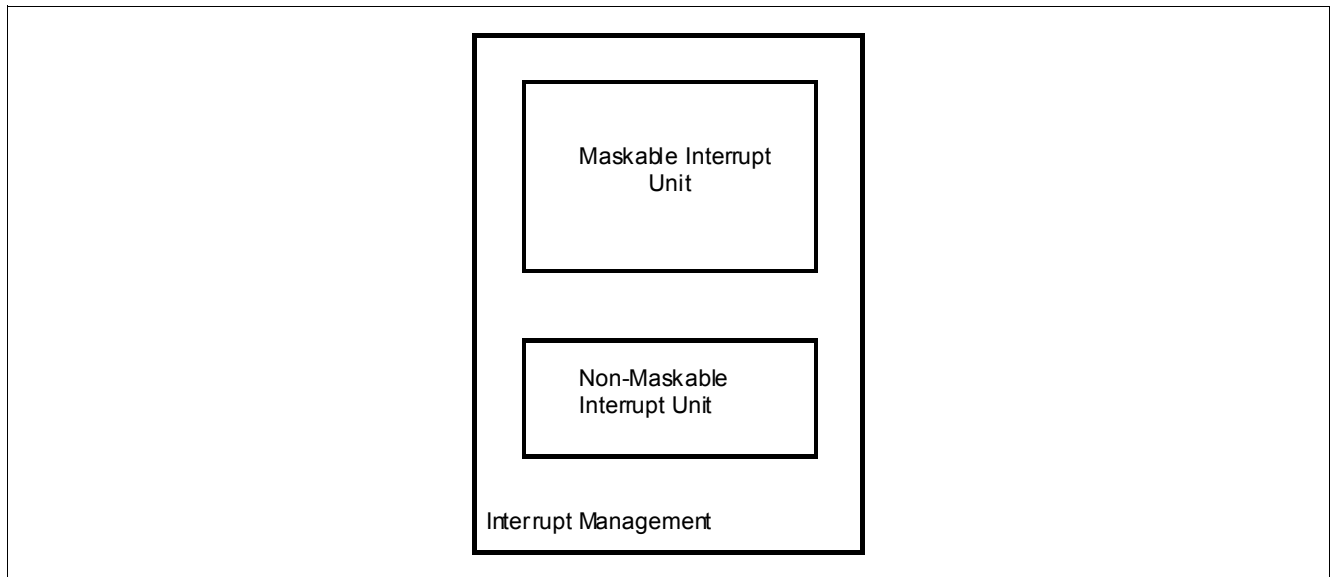 Maskable Interrupt
Unit
Non-Maskable
Interrupt Unit
Interrupt Management